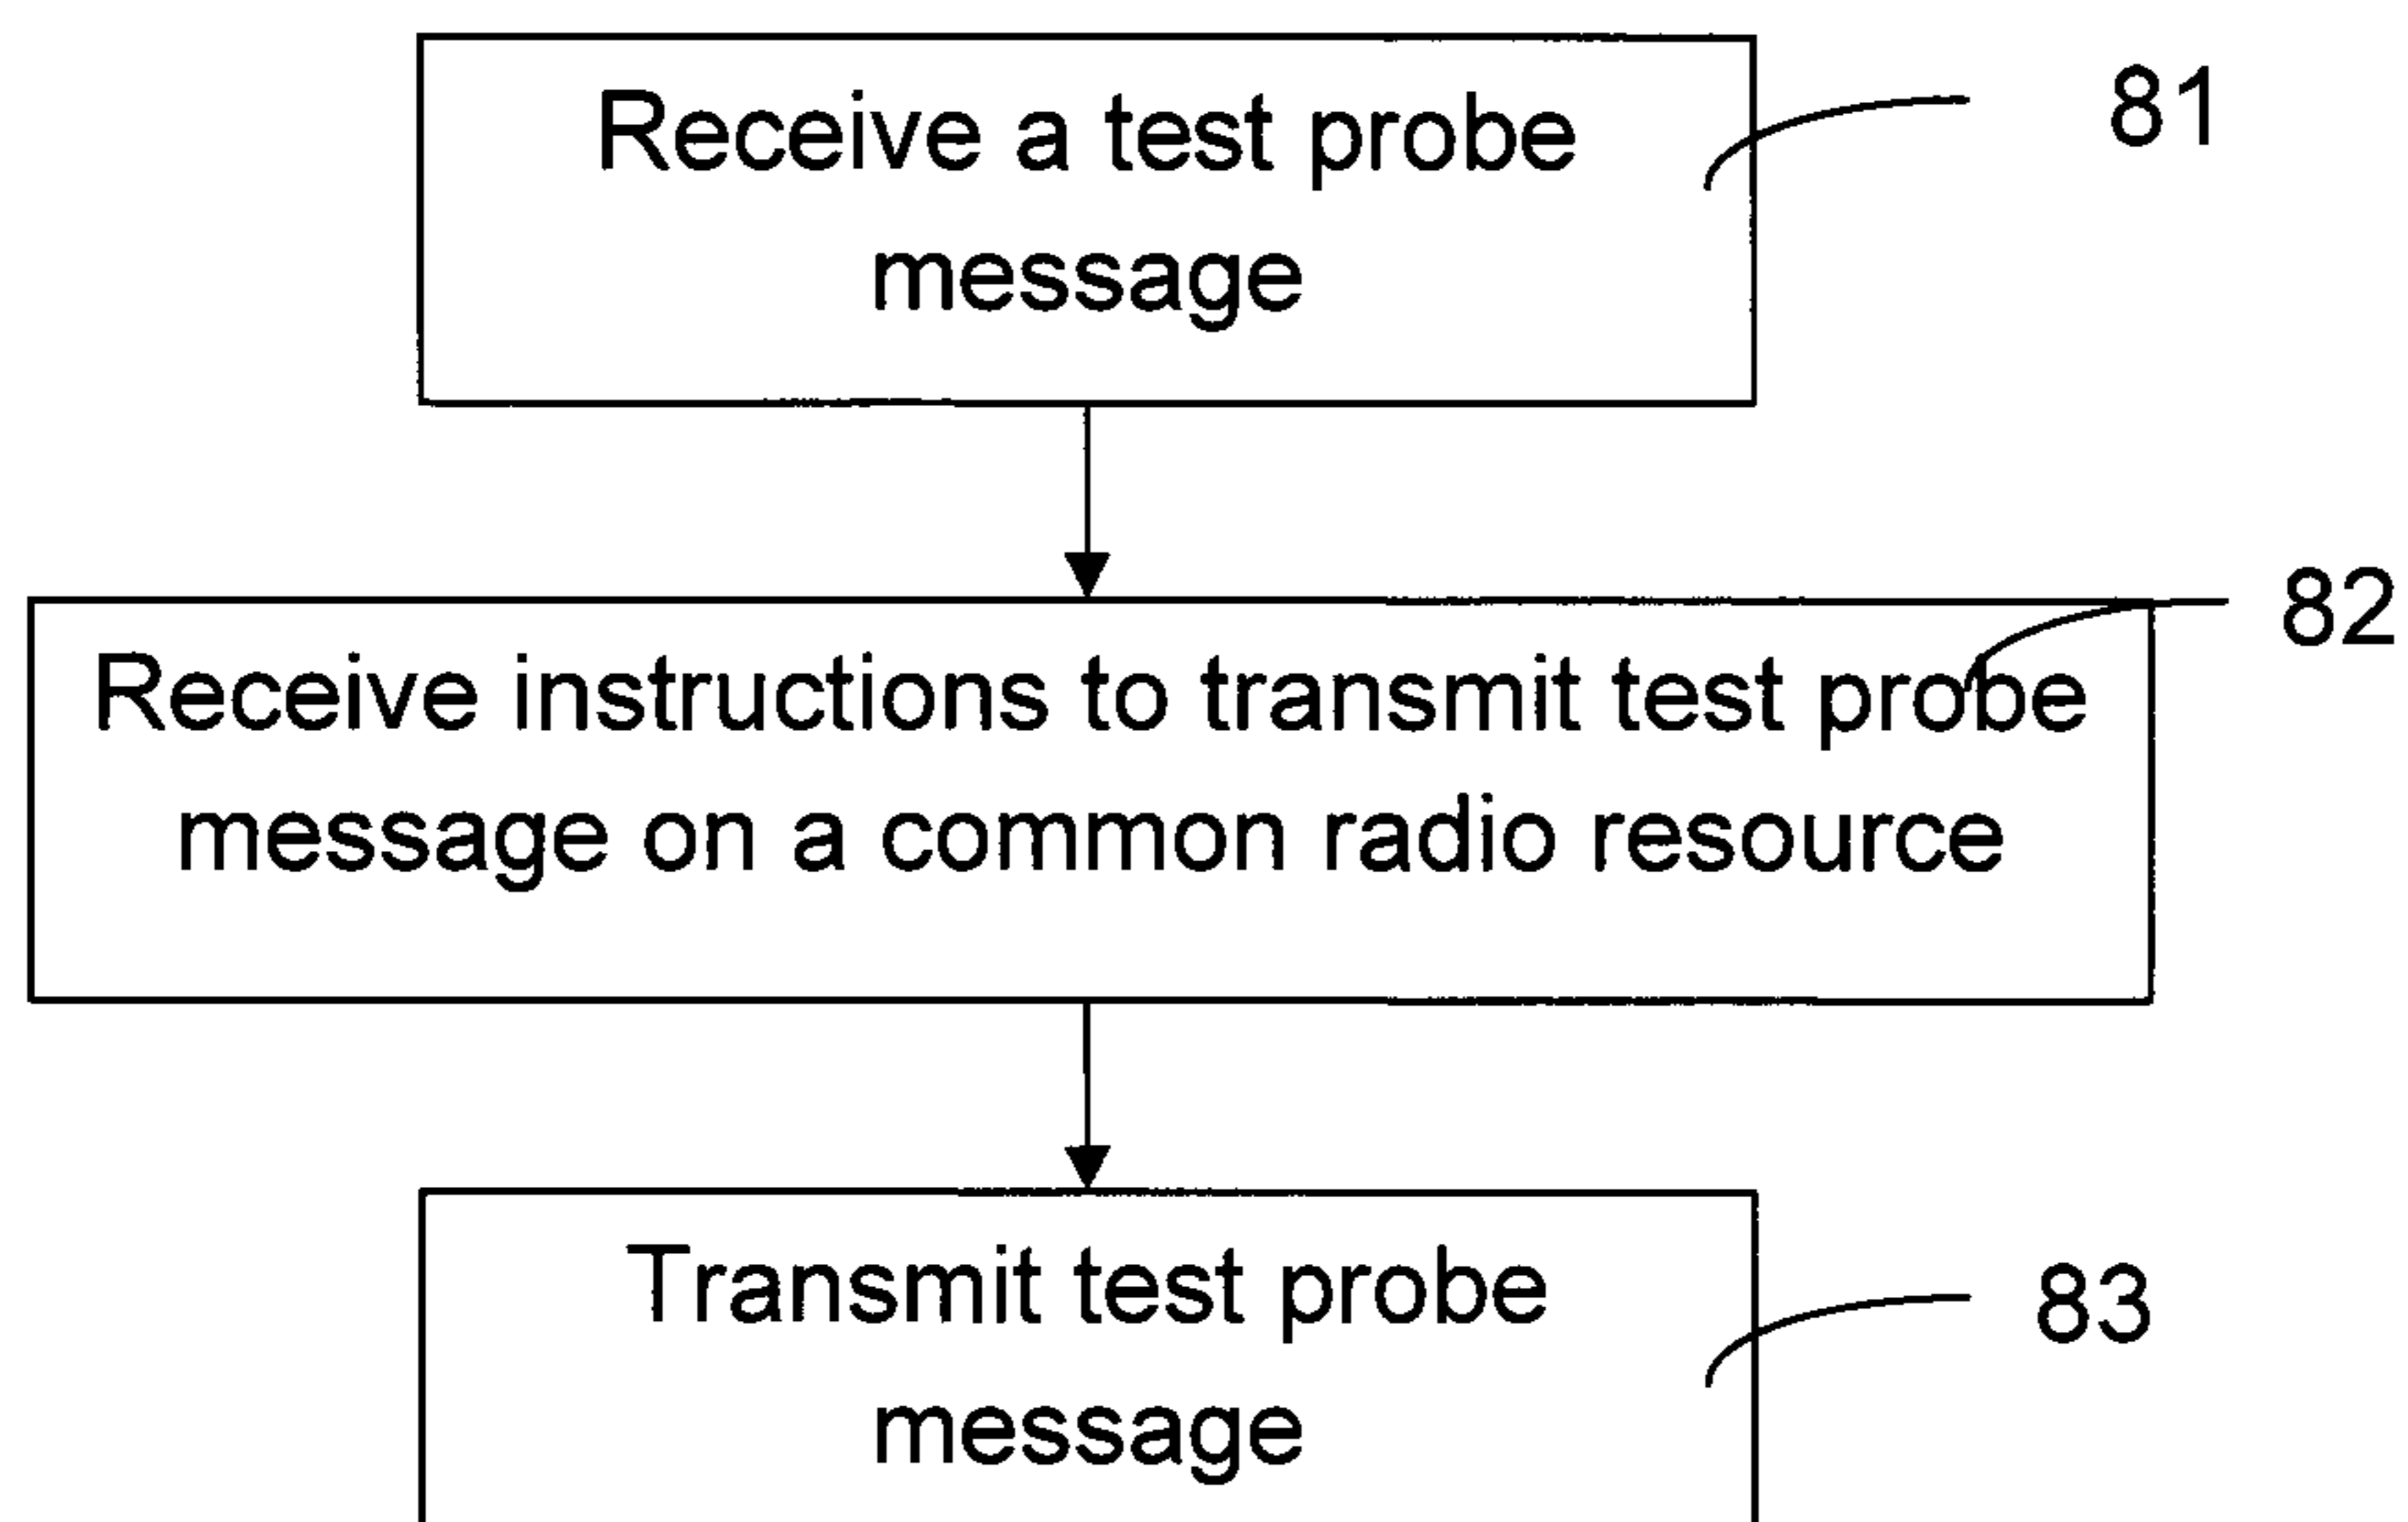 Receive a test probe
message
81
Receive instructions to transmit test probe
message on a common radio resource
82
Transmit test probe
message
83